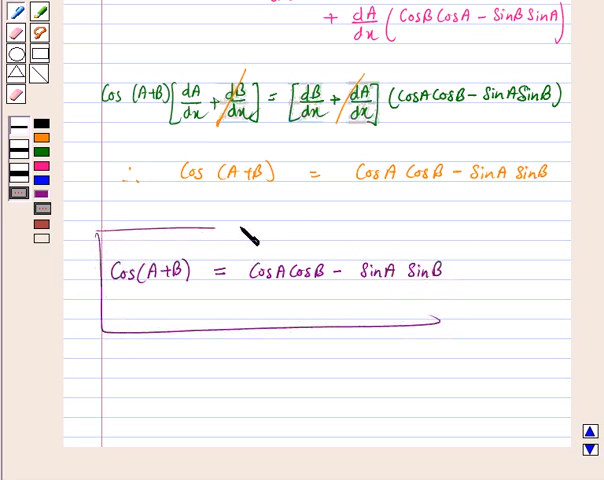 + dA/dx (CosB CosA - SinB SinA)
Cos (A+B) [dA/dx + dB/dx] = [dB/dx + dA/dx] (CosA CosB - SinA SinB)
∴ Cos (A+B) = CosA CosB - SinA SinB
Cos(A+B) = CosA CosB - SinA SinB